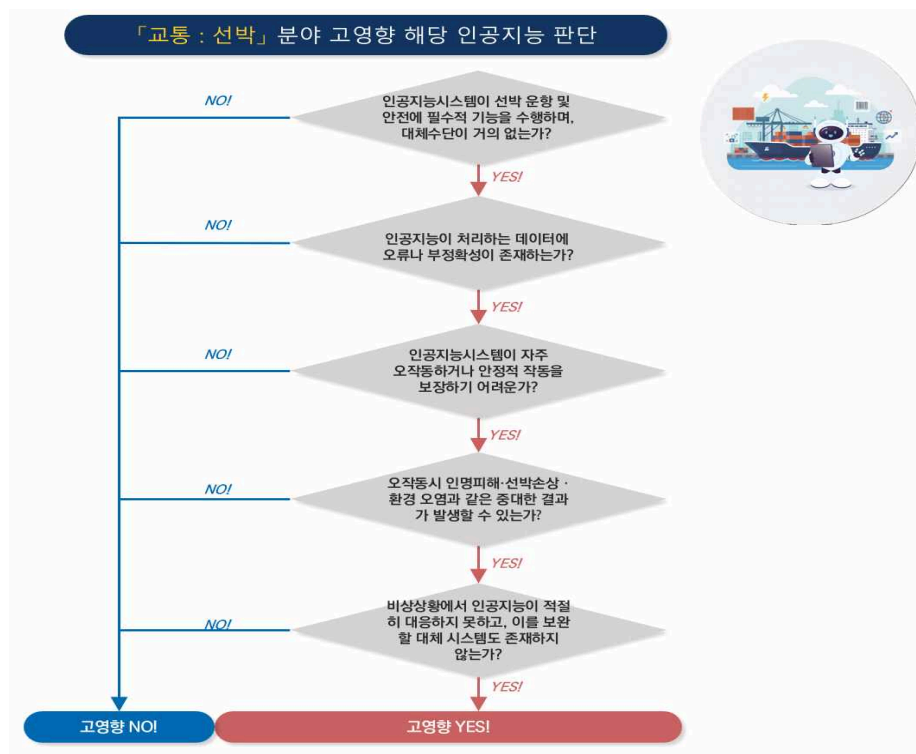 「교통 : 선박」 분야 고영향 해당 인공지능 판단
NO!
인공지능시스템이 선박 운항 및
안전에 필수적 기능을 수행하며,
대체수단이 거의 없는가?
YES!
NO!
인공지능이 처리하는 데이터에
오류나 부정확성이 존재하는가?
YES!
NO!
인공지능시스템이 자주
오작동하거나 안정적 작동을
보장하기 어려운가?
YES!
NO!
오작동시 인명피해·선박손상·
환경 오염과 같은 중대한 결과
가 발생할 수 있는가?
YES!
NO!
비상상황에서 인공지능이 적절
히 대응하지 못하고, 이를 보완
할 대체 시스템도 존재하지
않는가?
YES!
고영향 NO!
고영향 YES!